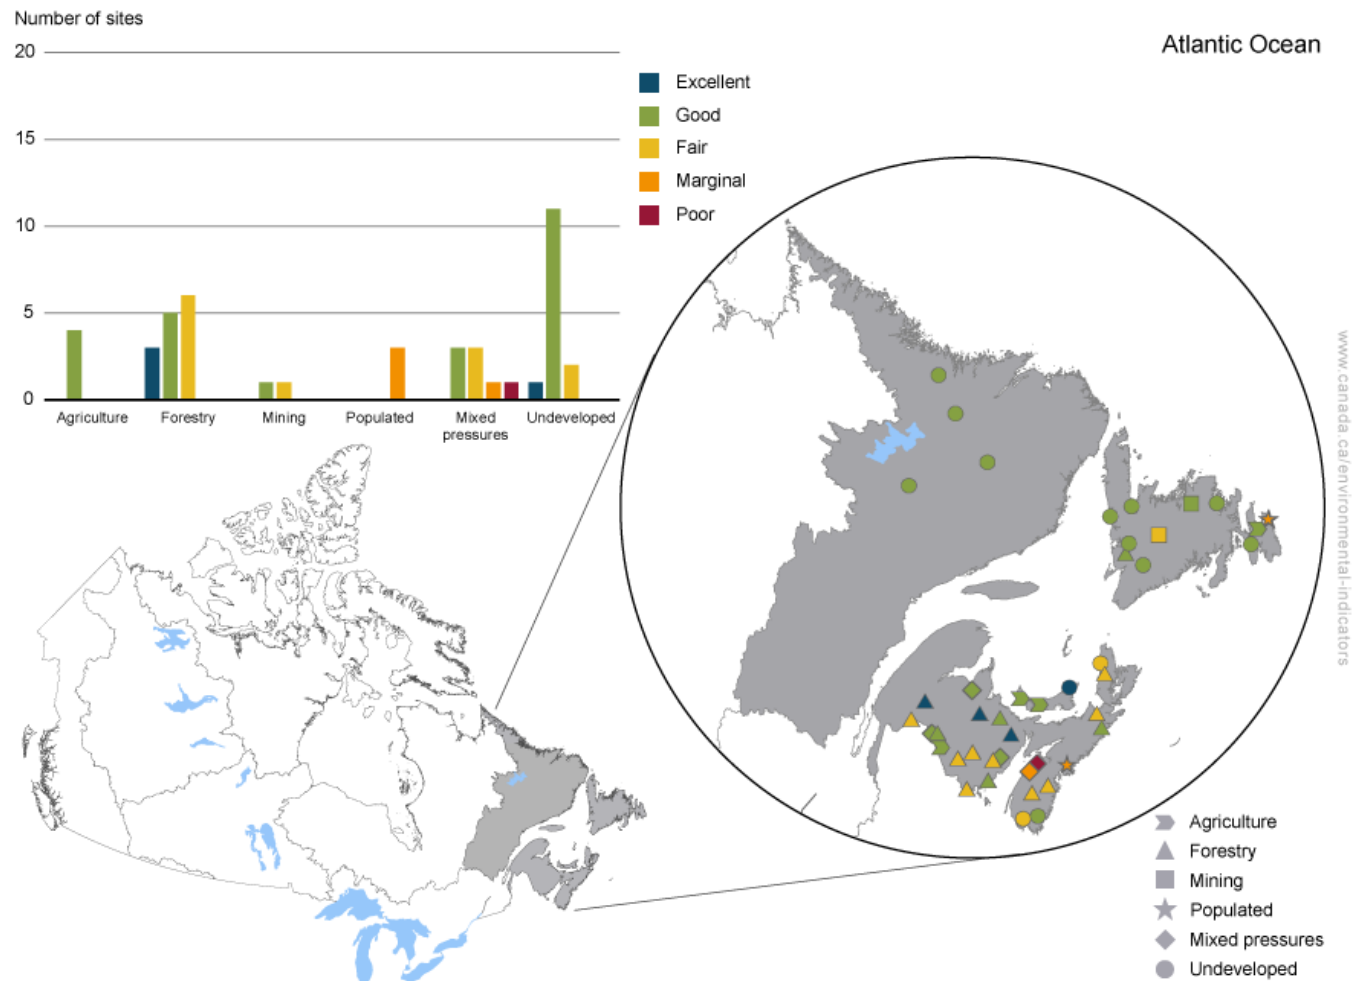 Number of sites
Atlantic Ocean
20
15
10
5
0
Excellent
Good
Fair
Marginal
Poor
Agriculture
Forestry
Mining
Populated
Mixed
pressures
Undeveloped
www.canada.ca/environmental-indicators
Agriculture
Forestry
Mining
Populated
Mixed pressures
Undeveloped